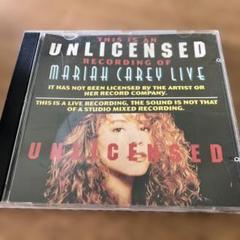 THIS IS AN
UNLICENSED
RECORDING OF
MARIAH CAREY LIVE
IT HAS NOT BEEN LICENSED BY THE ARTIST OR
HER RECORD COMPANY.
THIS IS A LIVE RECORDING, THE SOUND IS NOT THAT
OF A STUDIO MIXED RECORDING.
UNLICENSED